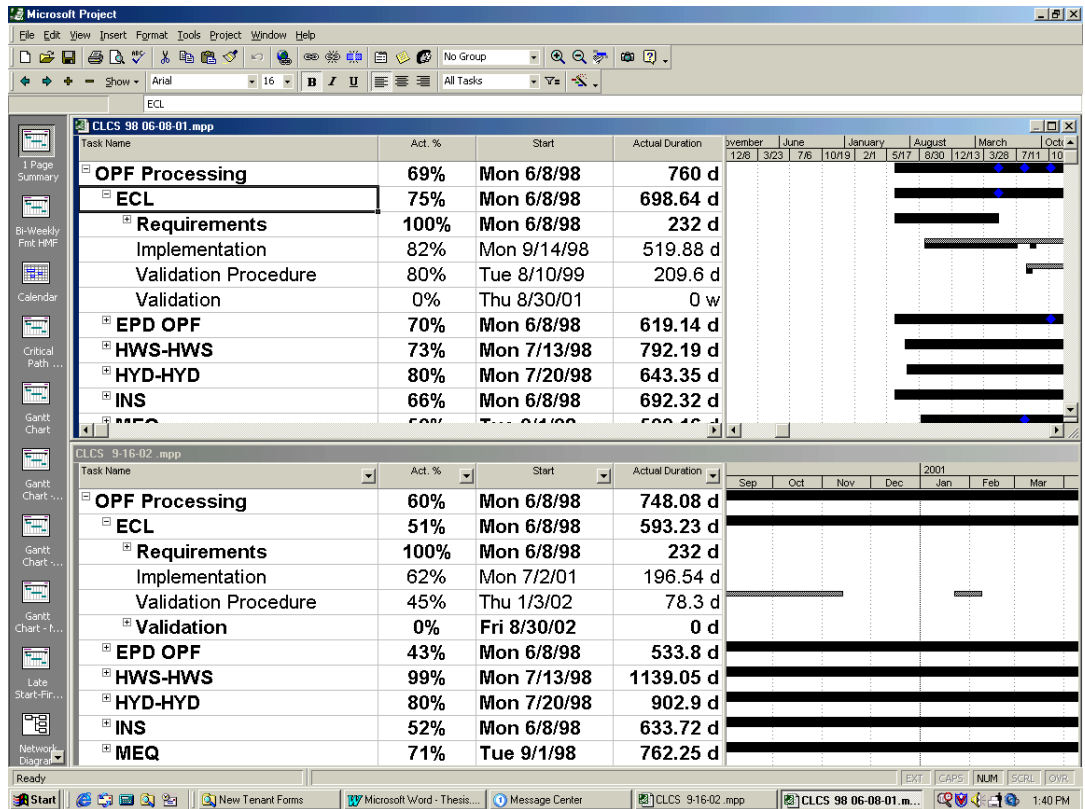 Microsoft Project
File Edit View Insert Format Tools Project Window Help
No Group
Show Arial 16 B I U All Tasks
ECL
CLCS 98 06-08-01.mpp
Task Name Act. % Start Actual Duration
vember June January August March Octo
12/8 3/23 7/6 10/19 2/1 5/17 8/30 12/13 3/28 7/11 10
OPF Processing 69% Mon 6/8/98 760 d
ECL 75% Mon 6/8/98 698.64 d
Requirements 100% Mon 6/8/98 232 d
Implementation 82% Mon 9/14/98 519.88 d
Validation Procedure 80% Tue 8/10/99 209.6 d
Validation 0% Thu 8/30/01 0 w
EPD OPF 70% Mon 6/8/98 619.14 d
HWS-HWS 73% Mon 7/13/98 792.19 d
HYD-HYD 80% Mon 7/20/98 643.35 d
INS 66% Mon 6/8/98 692.32 d
CLCS 9-16-02 .mpp
Task Name Act. % Start Actual Duration
2001
Sep Oct Nov Dec Jan Feb Mar
OPF Processing 60% Mon 6/8/98 748.08 d
ECL 51% Mon 6/8/98 593.23 d
Requirements 100% Mon 6/8/98 232 d
Implementation 62% Mon 7/2/01 196.54 d
Validation Procedure 45% Thu 1/3/02 78.3 d
Validation 0% Fri 8/30/02 0 d
EPD OPF 43% Mon 6/8/98 533.8 d
HWS-HWS 99% Mon 7/13/98 1139.05 d
HYD-HYD 80% Mon 7/20/98 902.9 d
INS 52% Mon 6/8/98 633.72 d
MEQ 71% Tue 9/1/98 762.25 d
1 Page
Summary
Bi-Weekly
Fmt HMF
Calendar
Critical
Path ...
Gantt
Chart
Gantt
Chart -...
Gantt
Chart -...
Gantt
Chart - M...
Late
Start-Fir...
Network
Diagra
Ready
EXT CAPS NUM SCRL OVR
Start New Tenant Forms Microsoft Word - Thesis.... Message Center CLCS 9-16-02 .mpp CLCS 98 06-08-01.m... 1:40 PM